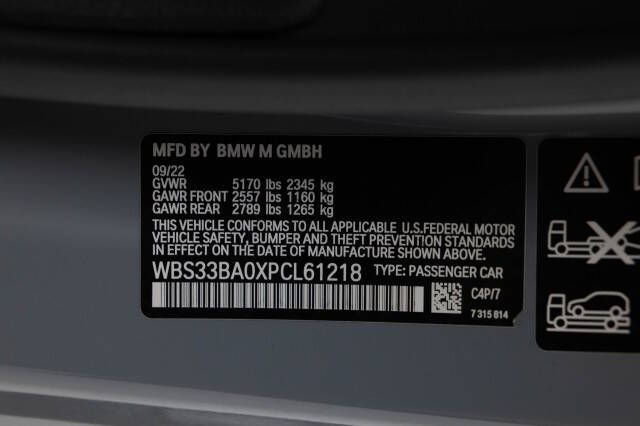 MFD BY BMW M GMBH
09/22
GVWR 5170 lbs 2345 kg
GAWR FRONT 2557 lbs 1160 kg
GAWR REAR 2789 lbs 1265 kg
THIS VEHICLE CONFORMS TO ALL APPLICABLE U.S.FEDERAL MOTOR
VEHICLE SAFETY, BUMPER AND THEFT PREVENTION STANDARDS
IN EFFECT ON THE DATE OF MANUFACTURE SHOWN ABOVE.
WBS33BA0XPCL61218 TYPE: PASSENGER CAR
C4P/7
7 315 814